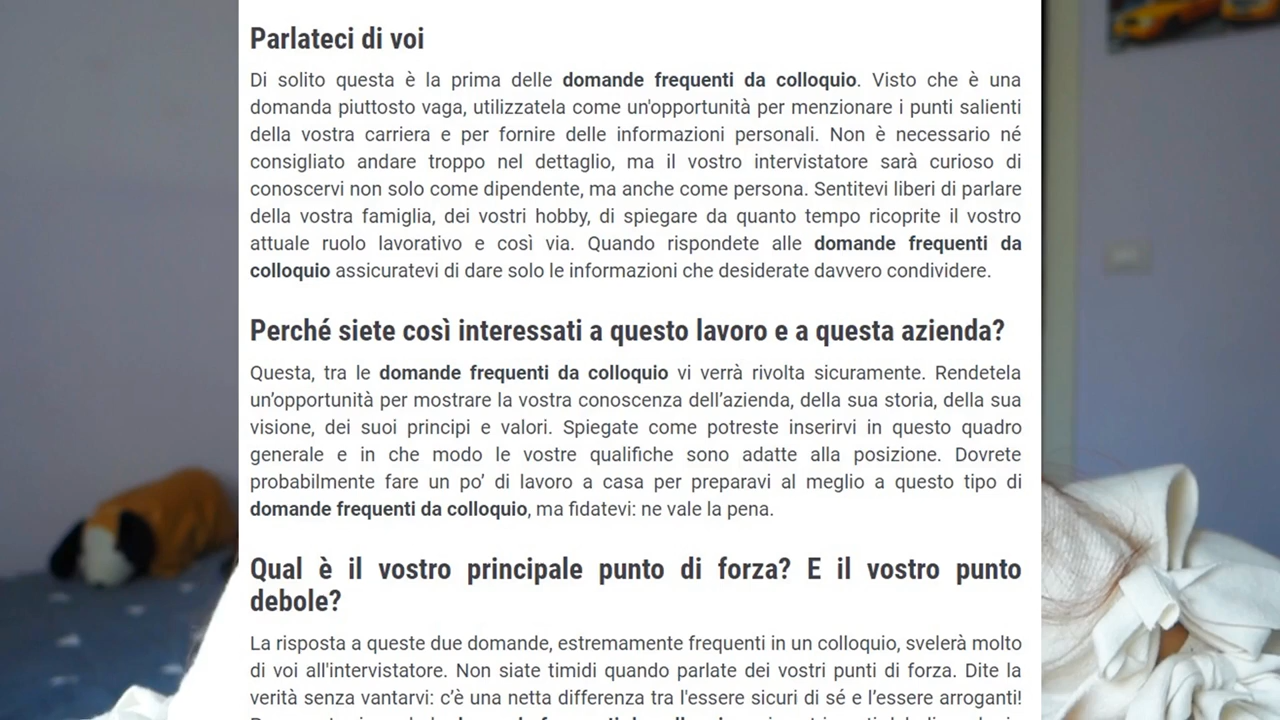 Parlateci di voi
Di solito questa è la prima delle domande frequenti da colloquio. Visto che è una
domanda piuttosto vaga, utilizzatela come un'opportunità per menzionare i punti salienti
della vostra carriera e per fornire delle informazioni personali. Non è necessario né
consigliato andare troppo nel dettaglio, ma il vostro intervistatore sarà curioso di
conoscervi non solo come dipendente, ma anche come persona. Sentitevi liberi di parlare
della vostra famiglia, dei vostri hobby, di spiegare da quanto tempo ricoprite il vostro
attuale ruolo lavorativo e così via. Quando rispondete alle domande frequenti da
colloquio assicuratevi di dare solo le informazioni che desiderate davvero condividere.
Perché siete così interessati a questo lavoro e a questa azienda?
Questa, tra le domande frequenti da colloquio vi verrà rivolta sicuramente. Rendetela
un’opportunità per mostrare la vostra conoscenza dell’azienda, della sua storia, della sua
visione, dei suoi principi e valori. Spiegate come potreste inserirvi in questo quadro
generale e in che modo le vostre qualifiche sono adatte alla posizione. Dovrete
probabilmente fare un po’ di lavoro a casa per preparavi al meglio a questo tipo di
domande frequenti da colloquio, ma fidatevi: ne vale la pena.
Qual è il vostro principale punto di forza? E il vostro punto
debole?
La risposta a queste due domande, estremamente frequenti in un colloquio, svelerà molto
di voi all'intervistatore. Non siate timidi quando parlate dei vostri punti di forza. Dite la
verità senza vantarvi: c’è una netta differenza tra l'essere sicuri di sé e l’essere arroganti!